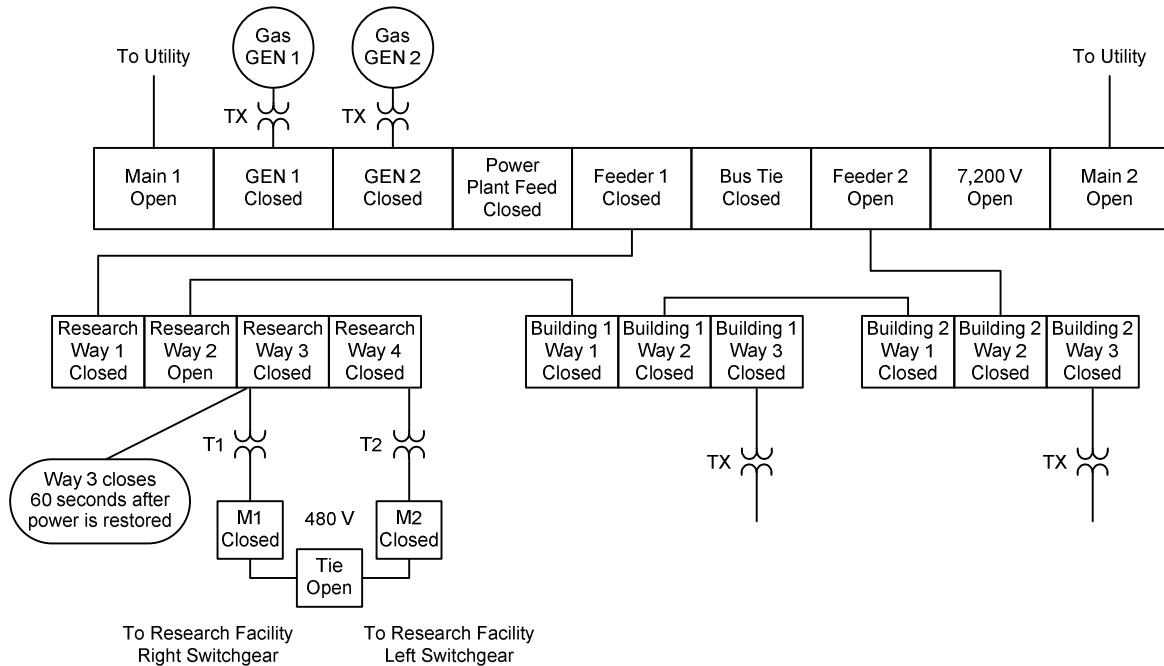 Gas
GEN 1
Gas
GEN 2
To Utility
To Utility
TX
TX
Main 1
Open
GEN 1
Closed
GEN 2
Closed
Power
Plant Feed
Closed
Feeder 1
Closed
Bus Tie
Closed
Feeder 2
Open
7,200 V
Open
Main 2
Open
Research
Way 1
Closed
Research
Way 2
Open
Research
Way 3
Closed
Research
Way 4
Closed
Building 1
Way 1
Closed
Building 1
Way 2
Closed
Building 1
Way 3
Closed
Building 2
Way 1
Closed
Building 2
Way 2
Closed
Building 2
Way 3
Closed
T1
T2
TX
TX
Way 3 closes
60 seconds after
power is restored
M1
Closed
480 V
M2
Closed
Tie
Open
To Research Facility
Right Switchgear
To Research Facility
Left Switchgear